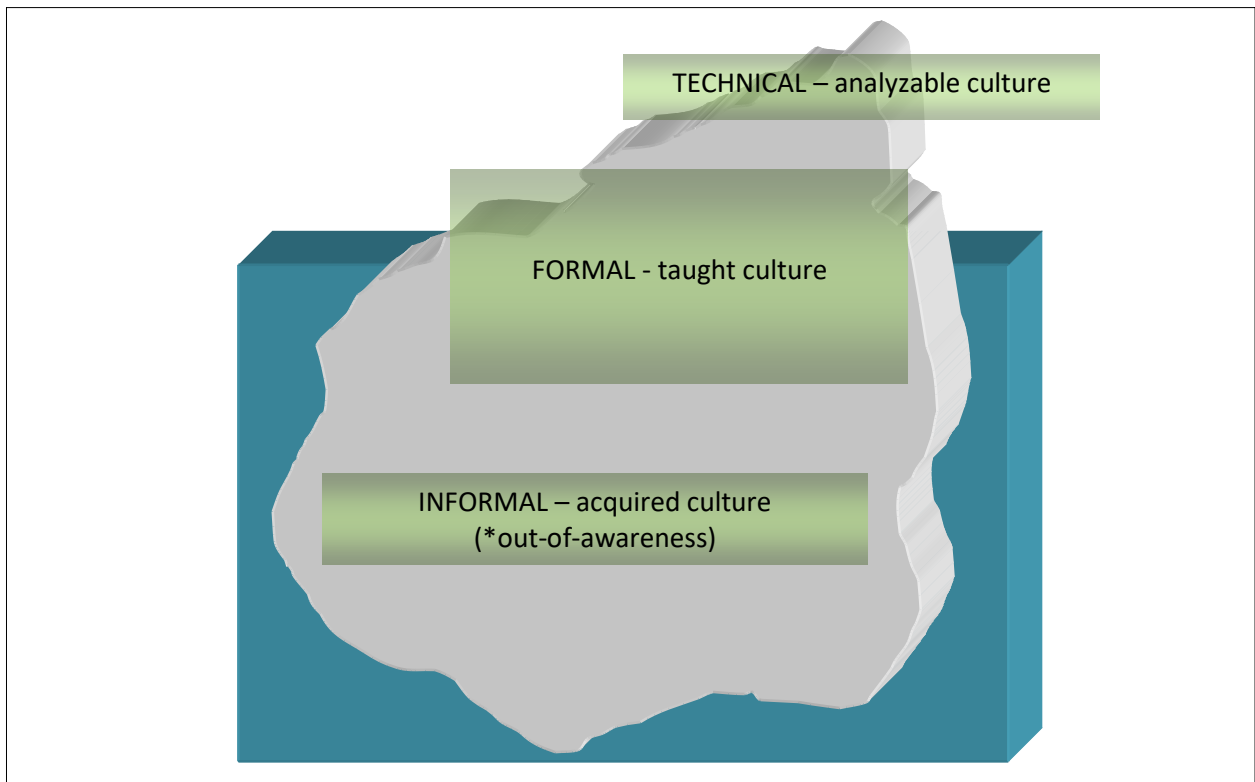 TECHNICAL – analyzable culture
FORMAL - taught culture
INFORMAL – acquired culture
(*out-of-awareness)